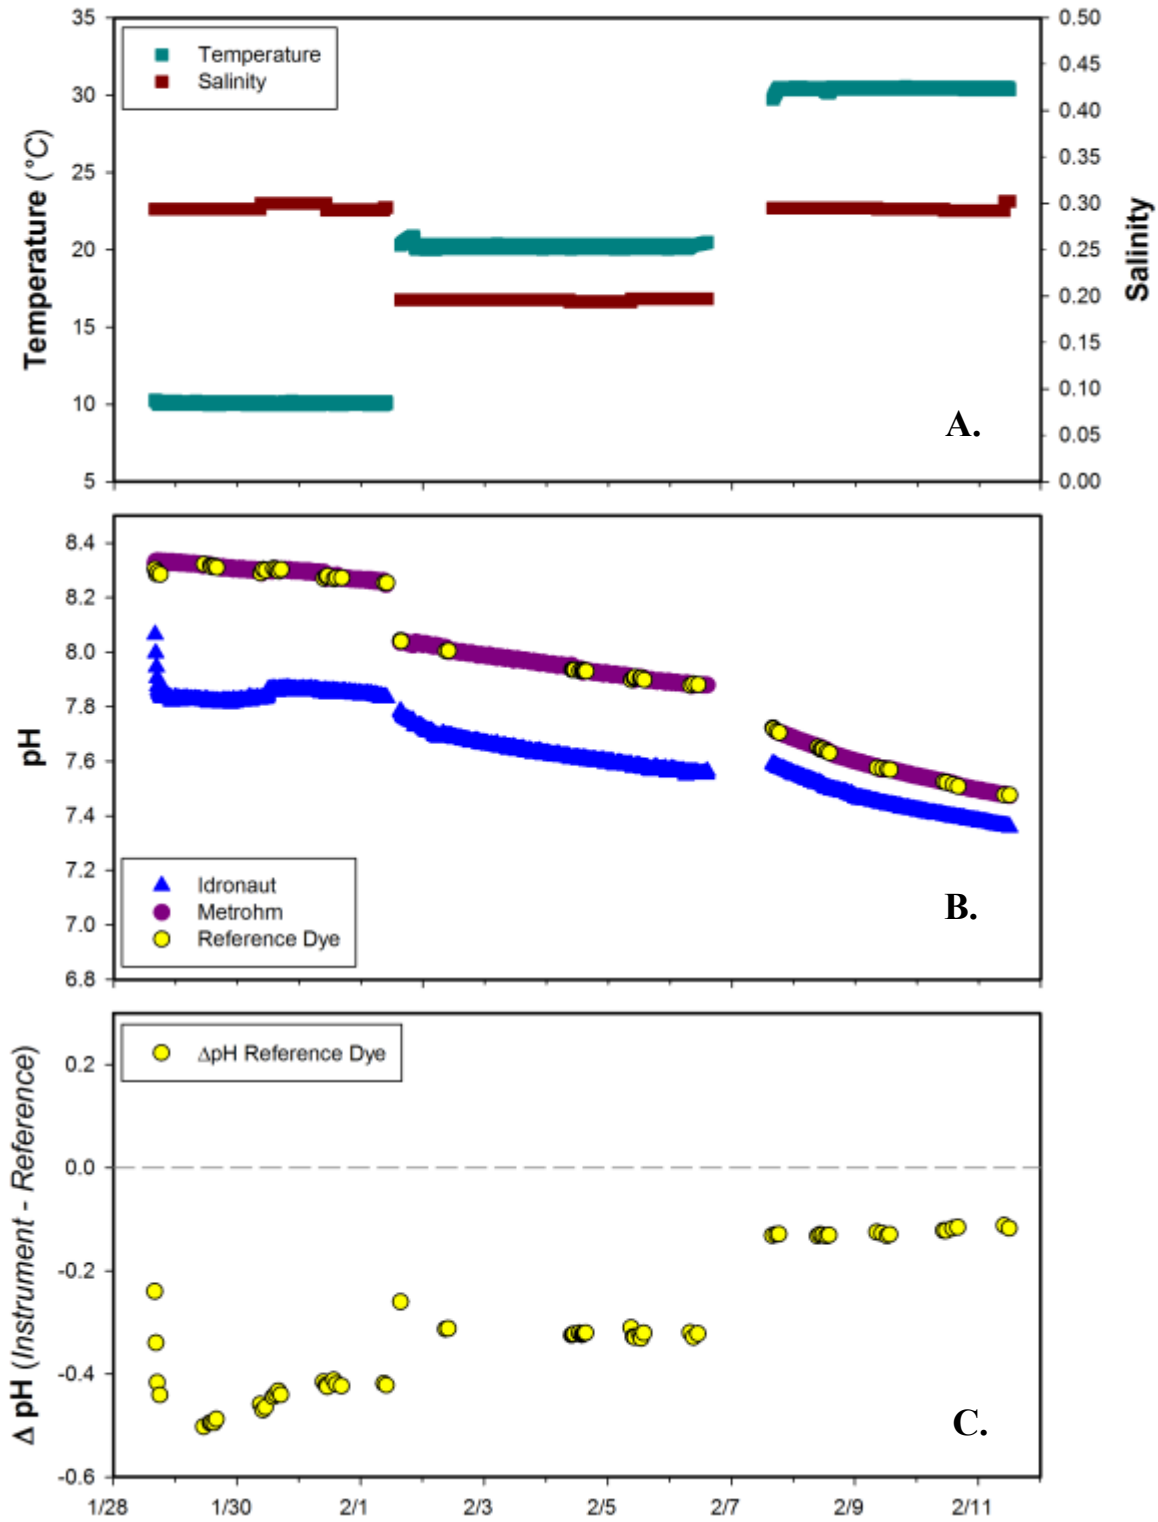 35
30
25
20
15
10
5
Temperature (°C)
Temperature
Salinity
0.50
0.45
0.40
0.35
0.30
0.25
0.20
0.15
0.10
0.05
0.00
Salinity
A.
8.4
8.2
8.0
7.8
7.6
7.4
7.2
7.0
6.8
pH
Idronaut
Metrohm
Reference Dye
B.
0.2
0.0
-0.2
-0.4
-0.6
Δ pH (Instrument - Reference)
ΔpH Reference Dye
C.
1/28 1/30 2/1 2/3 2/5 2/7 2/9 2/11